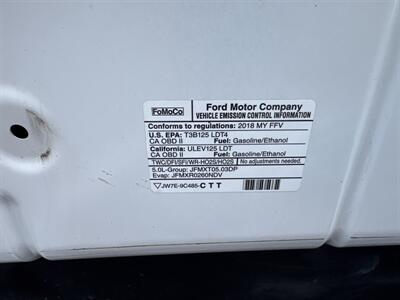 FoMoCo
Ford Motor Company
VEHICLE EMISSION CONTROL INFORMATION
Conforms to regulations: 2018 MY FFV
U.S. EPA: T3B125 LDT4
CA OBD II Fuel: Gasoline/Ethanol
California: ULEV125 LDT
CA OBD II Fuel: Gasoline/Ethanol
TWC/DFI/SFI/WR-HO2S/HO2S No adjustments needed.
5.0L-Group: JFMXT05.03DP
Evap: JFMXR0260NDV
JW7E-9C485-CTT